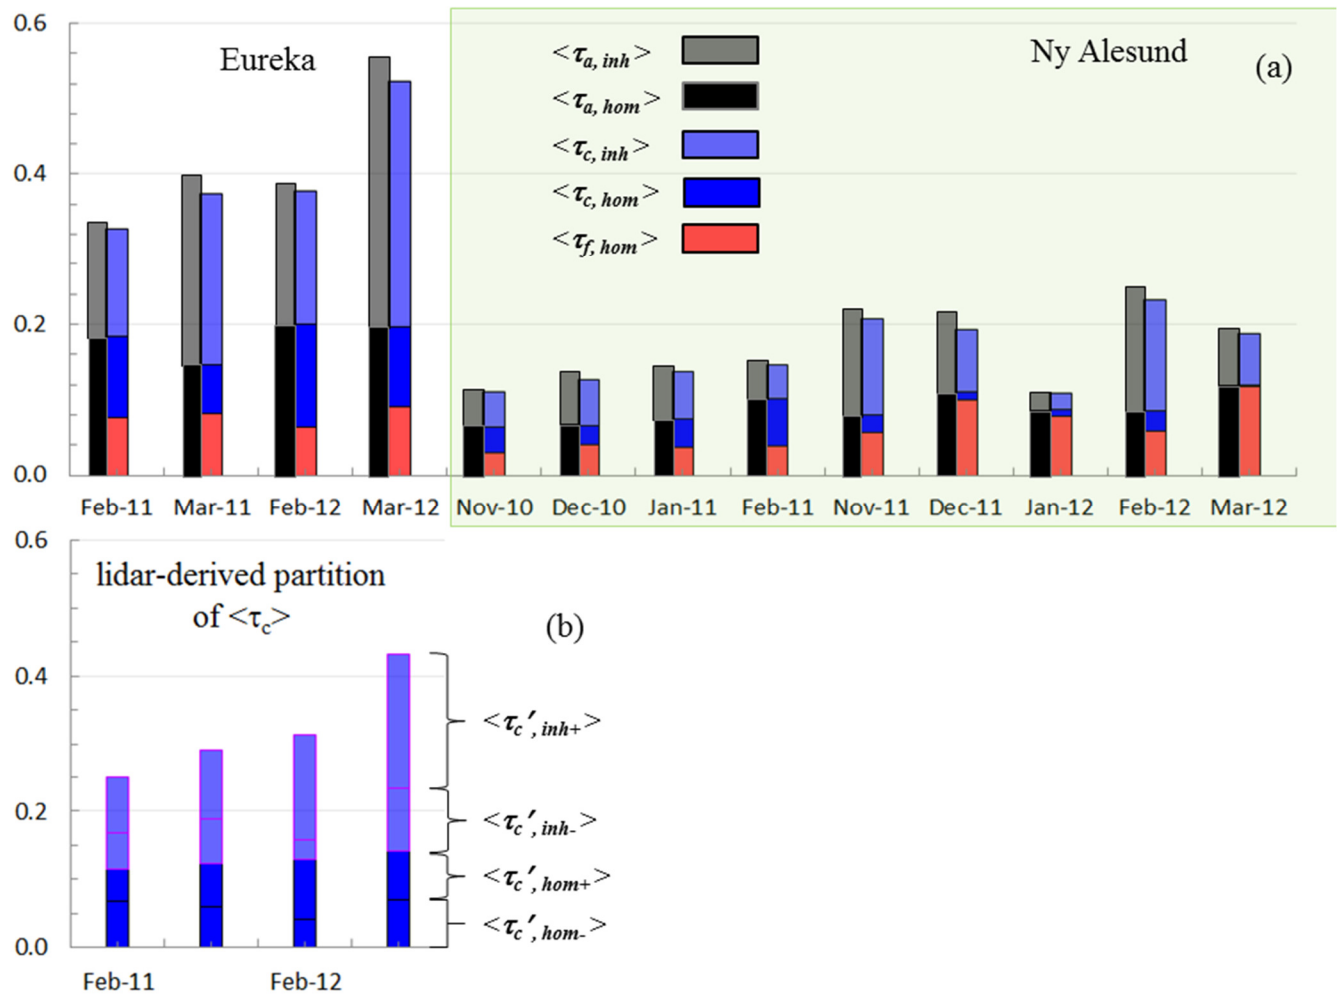 0.6
0.4
0.2
0.0
Eureka
Ny Alesund
(a)
<τa, inh>
<τa, hom>
<τc, inh>
<τc, hom>
<τf, hom>
Feb-11 Mar-11 Feb-12 Mar-12 Nov-10 Dec-10 Jan-11 Feb-11 Nov-11 Dec-11 Jan-12 Feb-12 Mar-12
0.6
0.4
0.2
0.0
lidar-derived partition
of <τc>
(b)
<τc′, inh+>
<τc′, inh->
<τc′, hom+>
<τc′, hom->
Feb-11 Feb-12